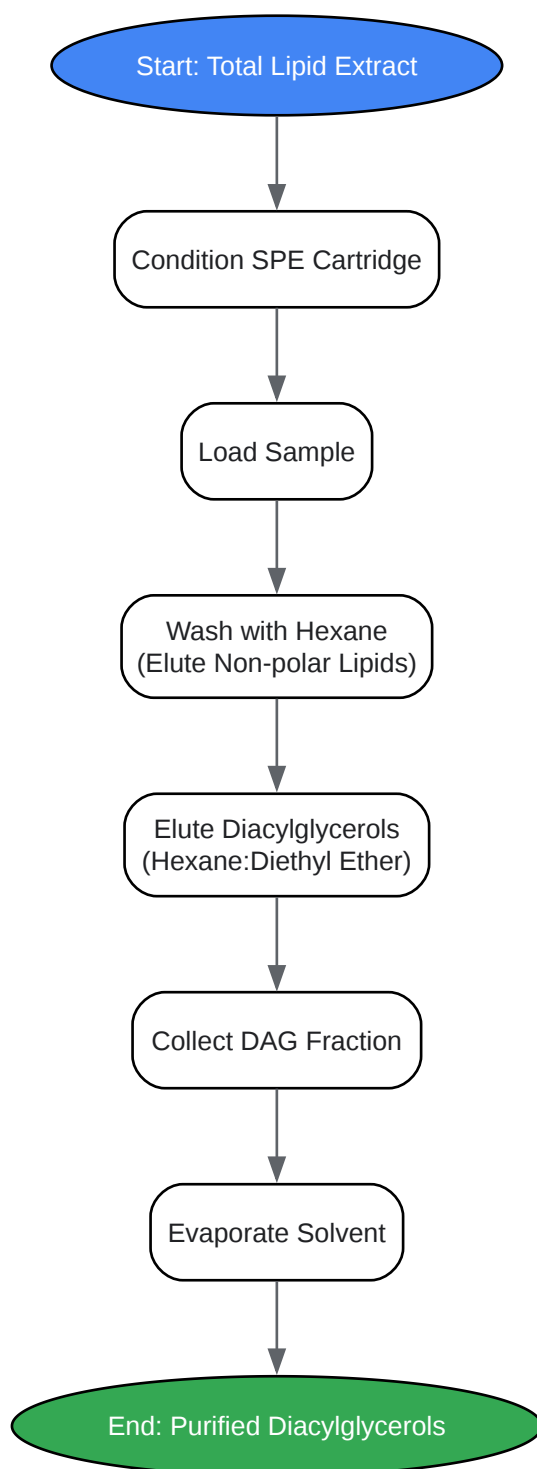 Start: Total Lipid Extract
Condition SPE Cartridge
Load Sample
Wash with Hexane
(Elute Non-polar Lipids)
Elute Diacylglycerols
(Hexane:Diethyl Ether)
Collect DAG Fraction
Evaporate Solvent
End: Purified Diacylglycerols